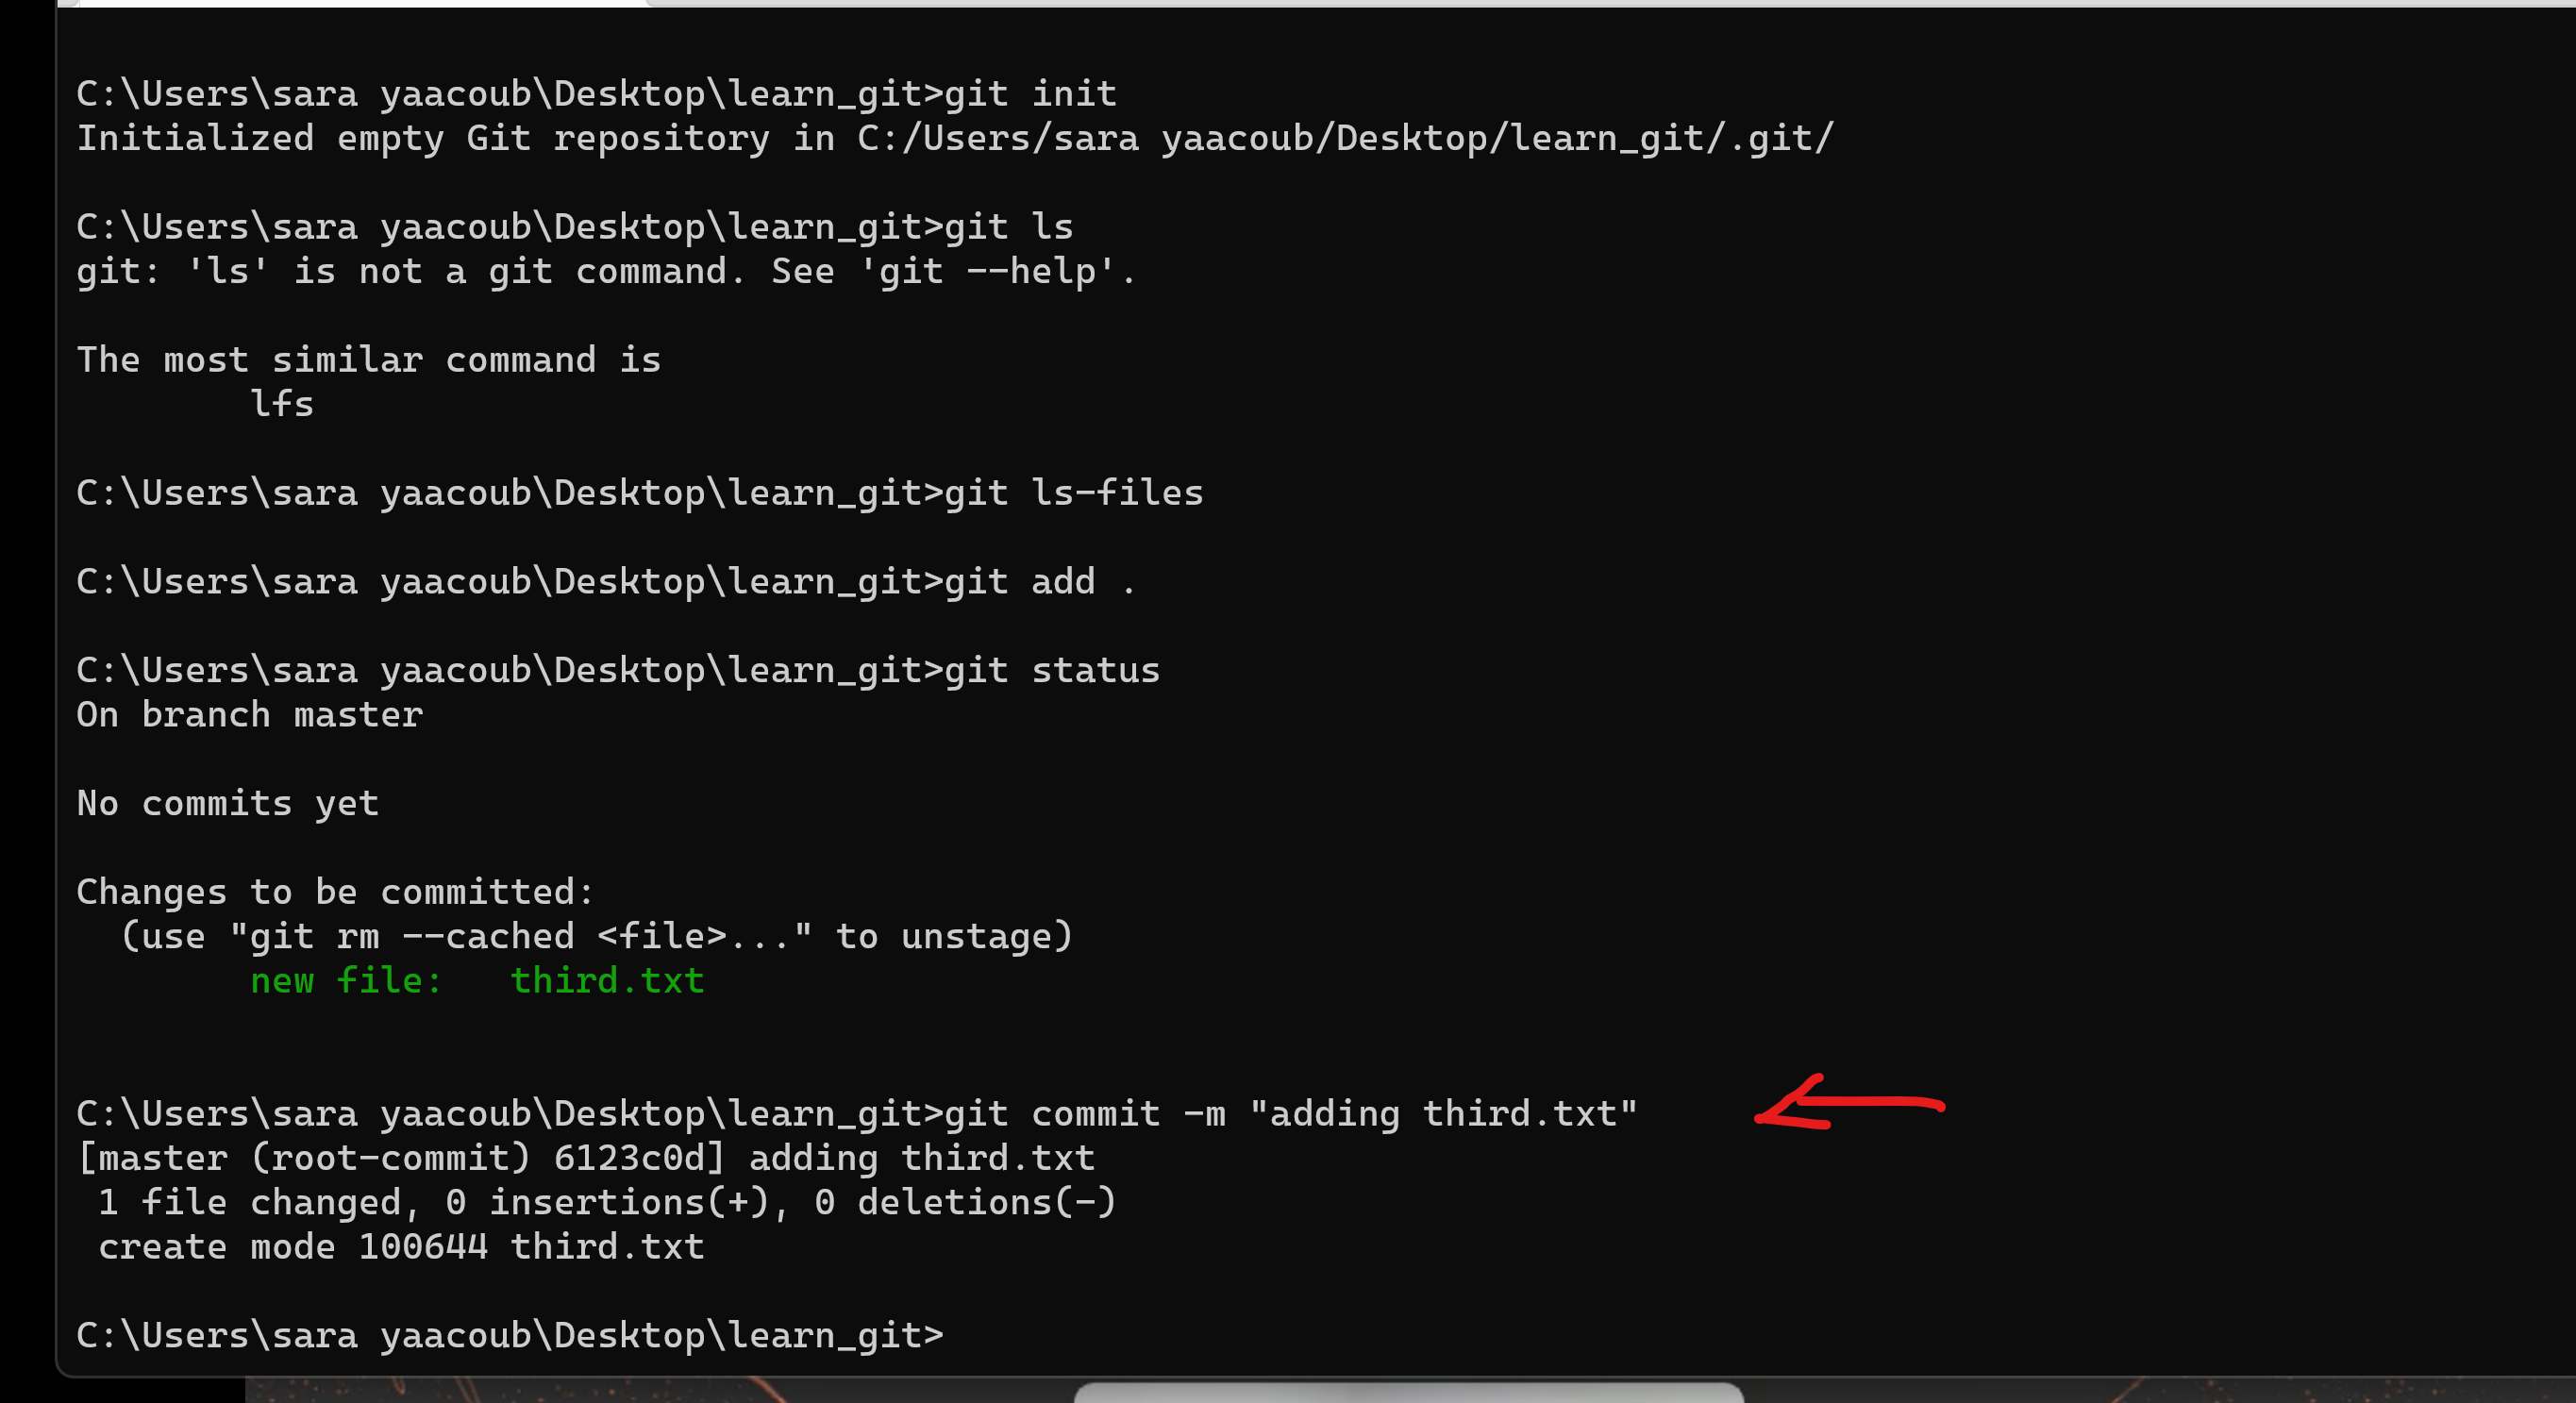 C:\Users\sara yaacoub\Desktop\learn_git>git init
Initialized empty Git repository in C:/Users/sara yaacoub/Desktop/learn_git/.git/
C:\Users\sara yaacoub\Desktop\learn_git>git ls
git: 'ls' is not a git command. See 'git --help'.
The most similar command is
lfs
C:\Users\sara yaacoub\Desktop\learn_git>git ls-files
C:\Users\sara yaacoub\Desktop\learn_git>git add .
C:\Users\sara yaacoub\Desktop\learn_git>git status
On branch master
No commits yet
Changes to be committed:
(use "git rm --cached <file>..." to unstage)
new file:   third.txt
C:\Users\sara yaacoub\Desktop\learn_git>git commit -m "adding third.txt"
[master (root-commit) 6123c0d] adding third.txt
1 file changed, 0 insertions(+), 0 deletions(-)
create mode 100644 third.txt
C:\Users\sara yaacoub\Desktop\learn_git>